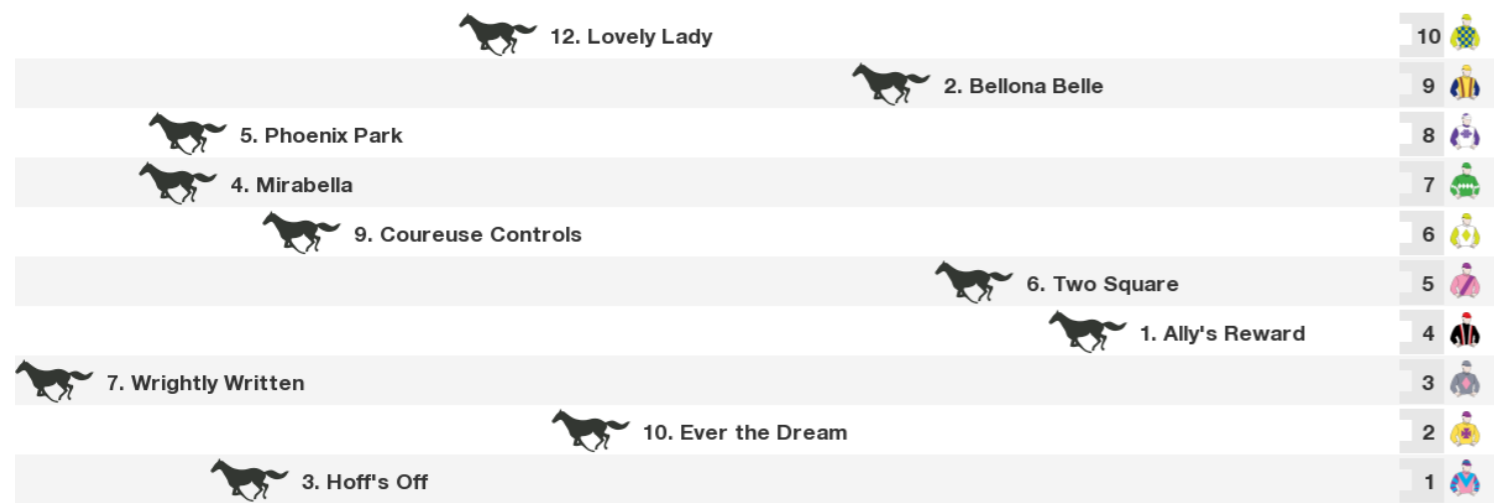 12. Lovely Lady 10
2. Bellona Belle 9
5. Phoenix Park 8
4. Mirabella 7
9. Coureuse Controls 6
6. Two Square 5
1. Ally's Reward 4
7. Wrightly Written 3
10. Ever the Dream 2
3. Hoff's Off 1